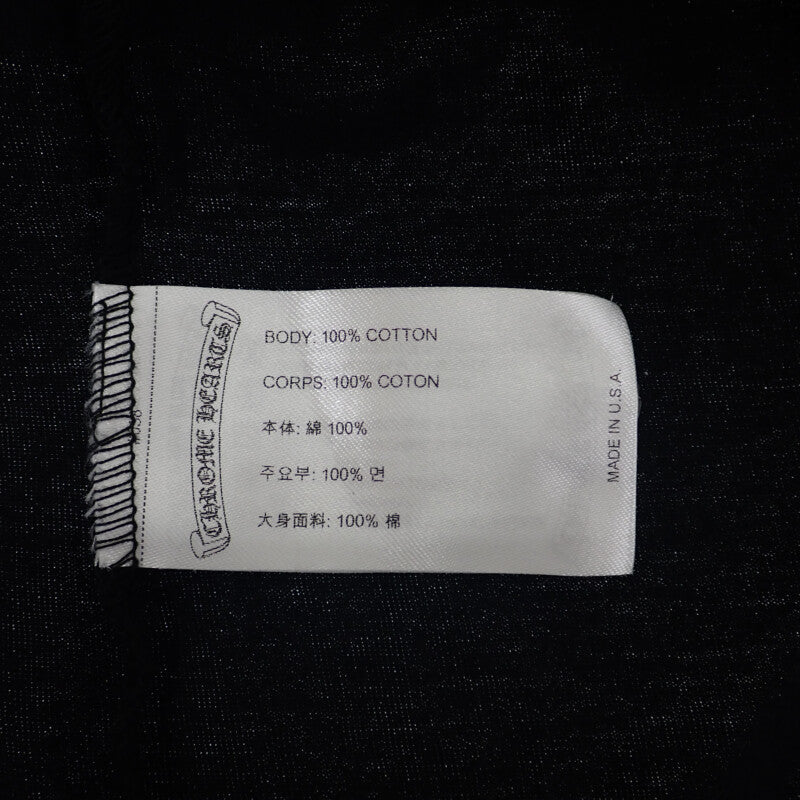 CHROME HEARTS
BODY: 100% COTTON
CORPS: 100% COTON
本体: 綿 100%
주요부: 100% 면
大身面料: 100% 棉
MADE IN U.S.A.